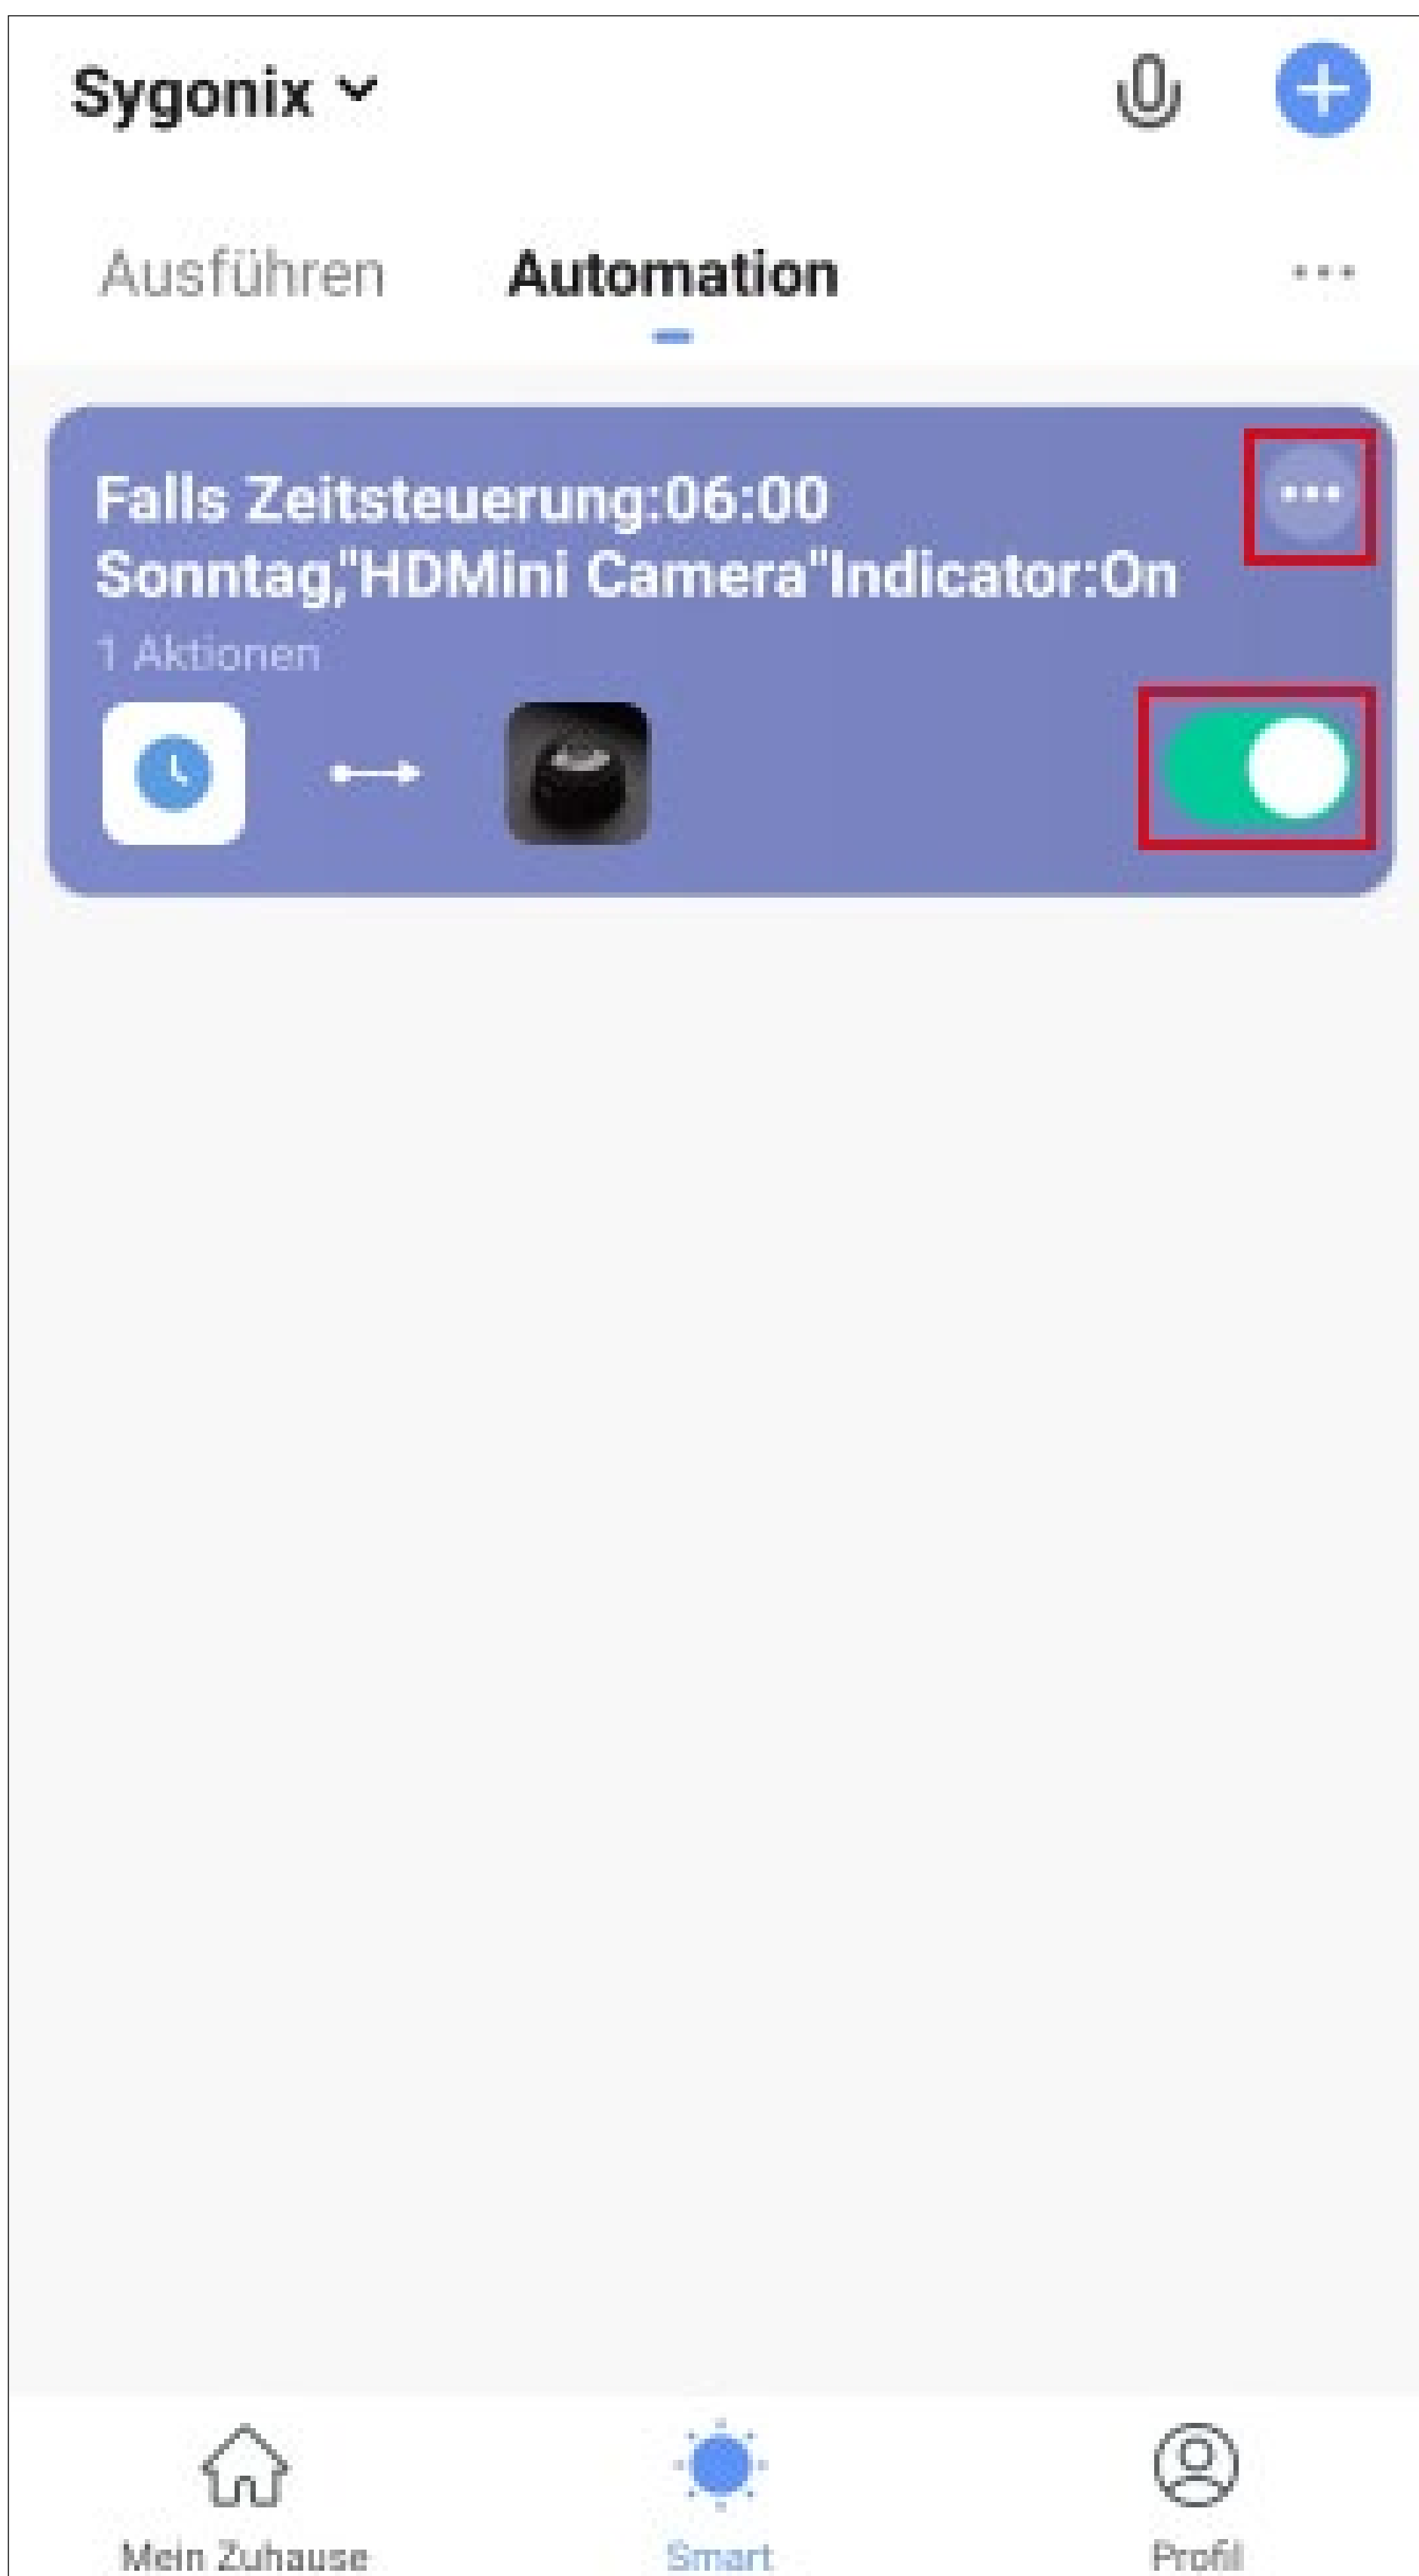 Sygonix
Ausführen Automation
Falls Zeitsteuerung:06:00
Sonntag,"HDMini Camera"Indicator:On
1 Aktionen
Mein Zuhause Smart Profil